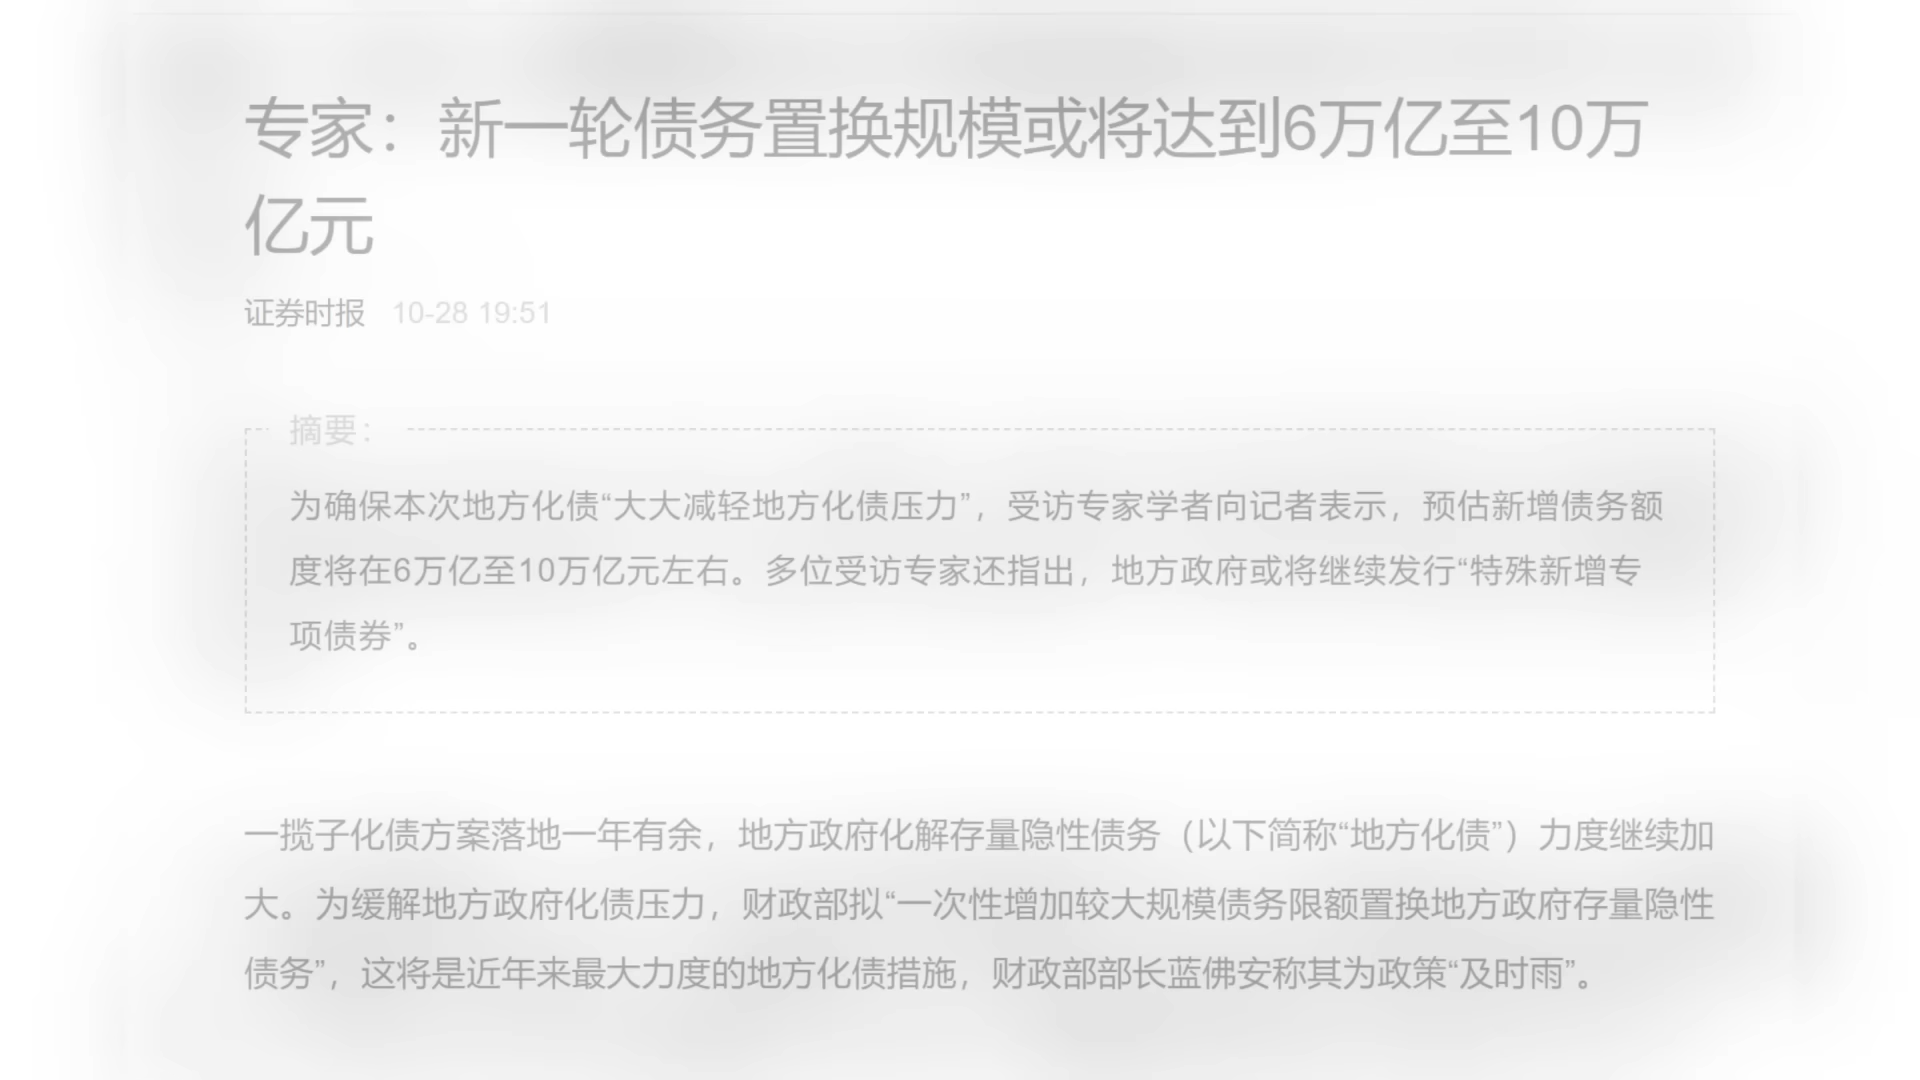 专家：新一轮债务置换规模或将达到6万亿至10万
亿元
证券时报 10-28 19:51
摘要：
为确保本次地方化债“大大减轻地方化债压力”，受访专家学者向记者表示，预估新增债务额
度将在6万亿至10万亿元左右。多位受访专家还指出，地方政府或将继续发行“特殊新增专
项债券”。
一揽子化债方案落地一年有余，地方政府化解存量隐性债务（以下简称“地方化债”）力度继续加
大。为缓解地方政府化债压力，财政部拟“一次性增加较大规模债务限额置换地方政府存量隐性
债务”，这将是近年来最大力度的地方化债措施，财政部部长蓝佛安称其为政策“及时雨”。